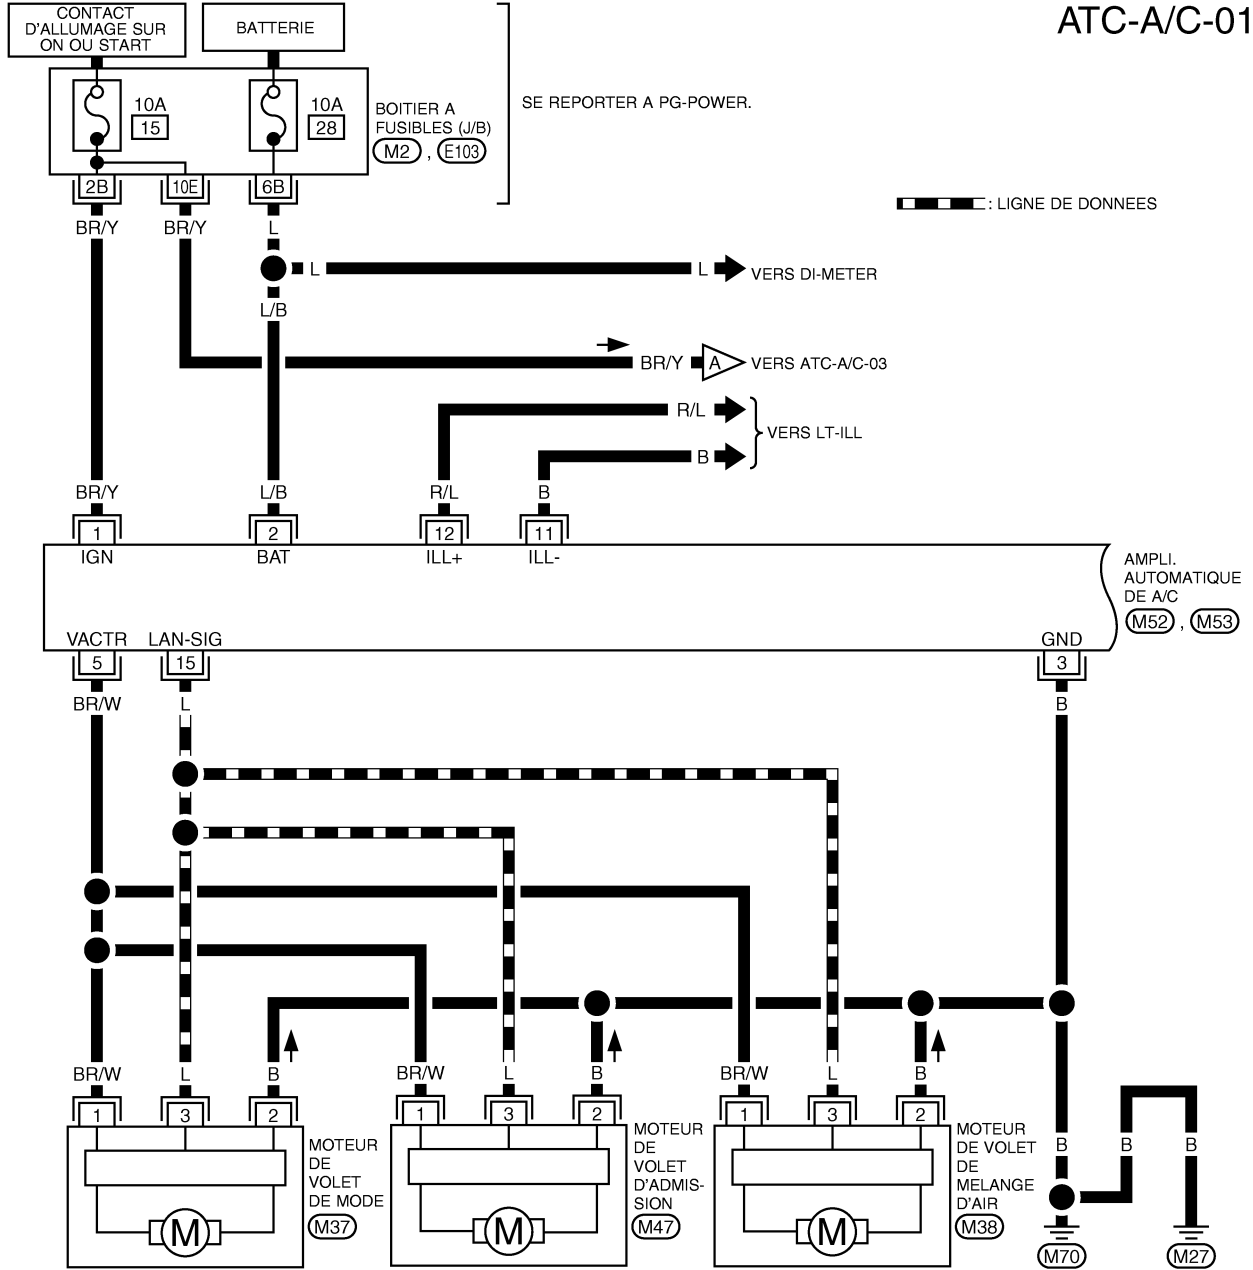 CONTACT
D'ALLUMAGE SUR
ON OU START
BATTERIE
ATC-A/C-01
10A
15
10A
28
BOITIER A
FUSIBLES (J/B)
M2 , E103
SE REPORTER A PG-POWER.
2B 10E 6B
: LIGNE DE DONNEES
BR/Y BR/Y L
L L VERS DI-METER
L/B
BR/Y A VERS ATC-A/C-03
R/L
VERS LT-ILL
B
BR/Y L/B R/L B
1 2 12 11
IGN BAT ILL+ ILL-
AMPLI.
AUTOMATIQUE
DE A/C
M52 , M53
VACTR LAN-SIG GND
5 15 3
BR/W L B
BR/W L B BR/W L B BR/W L B
1 3 2 1 3 2 1 3 2
MOTEUR
DE
VOLET
DE MODE
M37
M
MOTEUR
DE
VOLET
D'ADMIS-
SION
M47
M
MOTEUR
DE VOLET
DE
MELANGE
D'AIR
M38
M
B B B
M70 M27